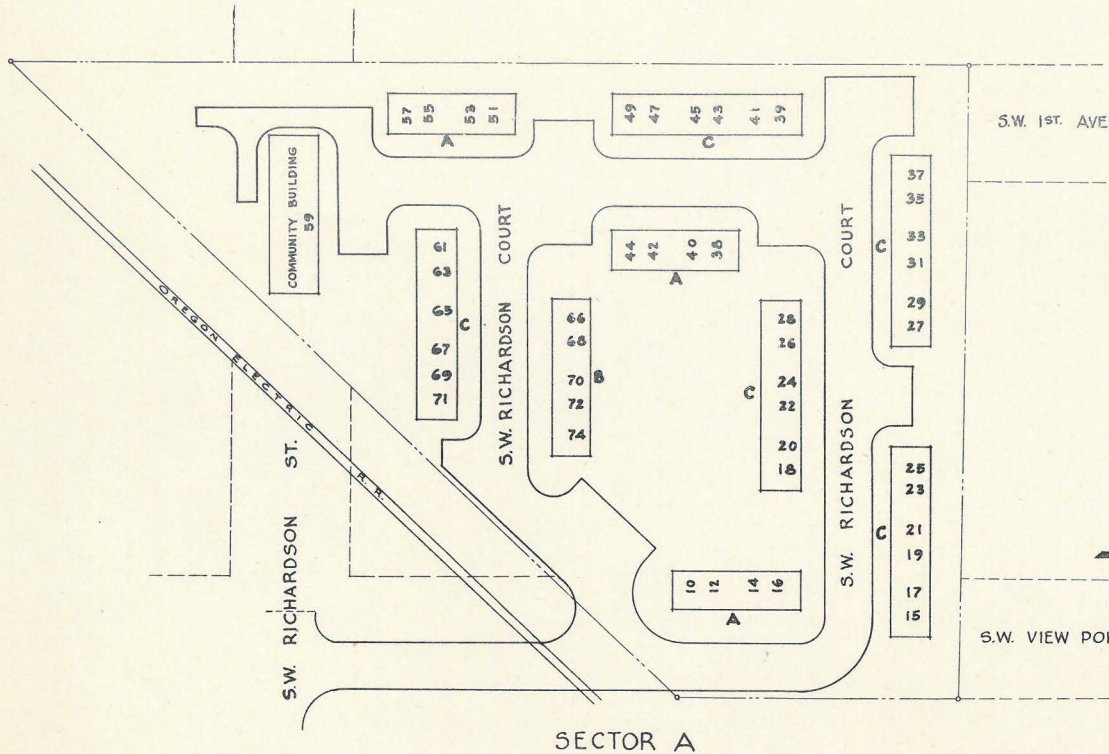 57 55 53 51
A
49 47 45 43 41 39
C
S.W. 1ST. AVE
COMMUNITY BUILDING
59
37
35
33
31
29
27
C
61
63
65
67
69
71
C
S.W. RICHARDSON COURT
44 42 40 38
A
S.W. RICHARDSON COURT
66
68
70
72
74
B
28
26
24
22
20
18
C
OREGON ELECTRIC R.R.
S.W. RICHARDSON ST.
25
23
21
19
17
15
C
10 12 14 16
A
S.W. VIEW
SECTOR A